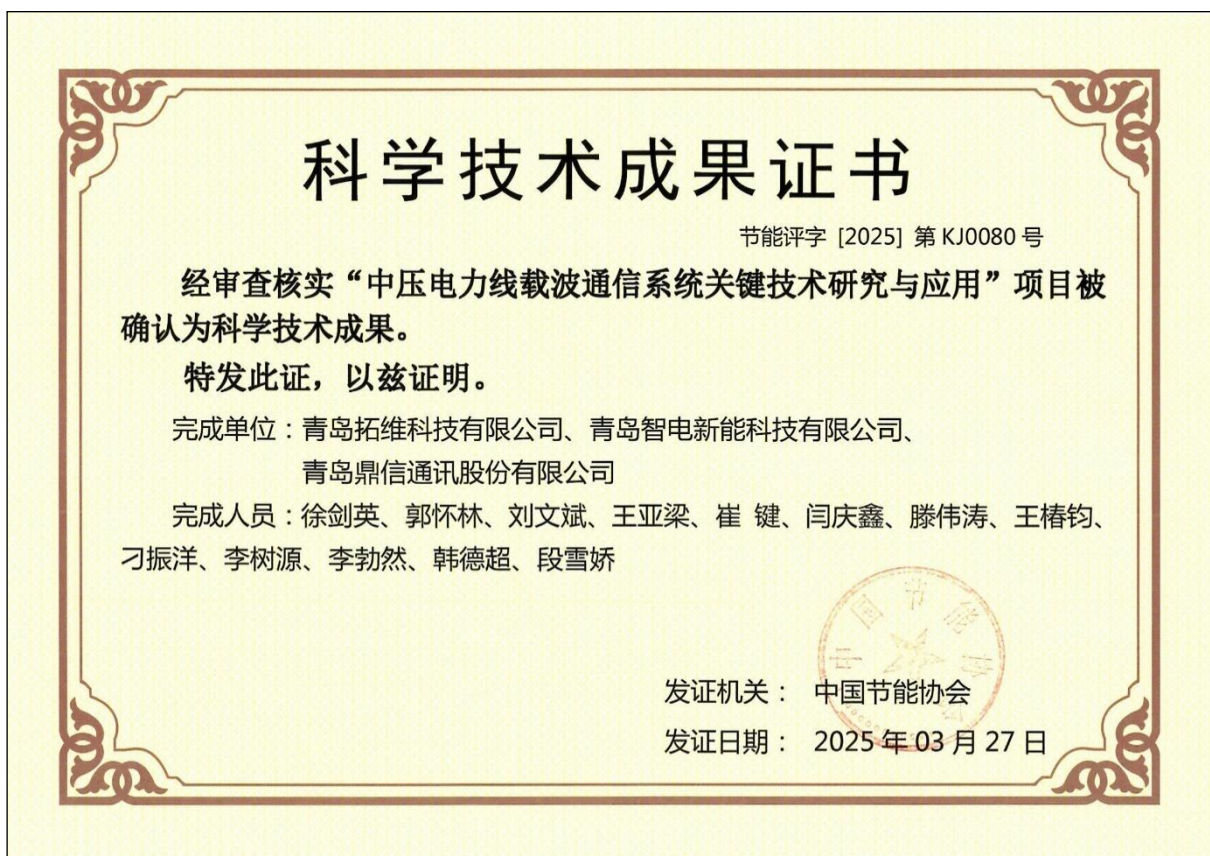 科学技术成果证书
节能评字 [2025] 第 KJ0080 号
经审查核实“中压电力线载波通信系统关键技术研究与应用”项目被
确认为科学技术成果。
特发此证，以兹证明。
完成单位：青岛拓维科技有限公司、青岛智电新能科技有限公司、
青岛鼎信通讯股份有限公司
完成人员：徐剑英、郭怀林、刘文斌、王亚梁、崔 键、闫庆鑫、滕伟涛、王椿钧、
刁振洋、李树源、李勃然、韩德超、段雪娇
中国节能协会
发证机关： 中国节能协会
发证日期： 2025 年 03 月 27 日